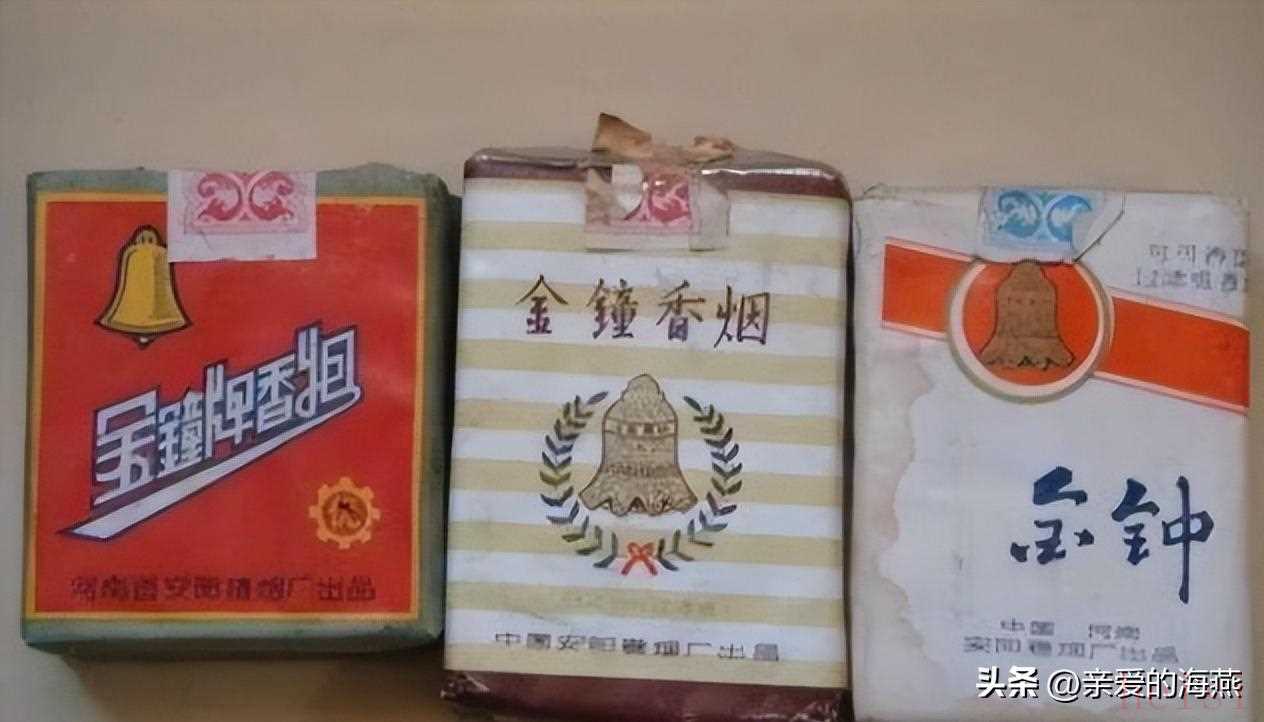 金鐘牌香烟
河南省安阳捲烟厂出品
金鐘香烟
中国安阳捲烟厂出品
金钟
中国 河南
安阳捲烟厂出品
头条 @亲爱的海燕